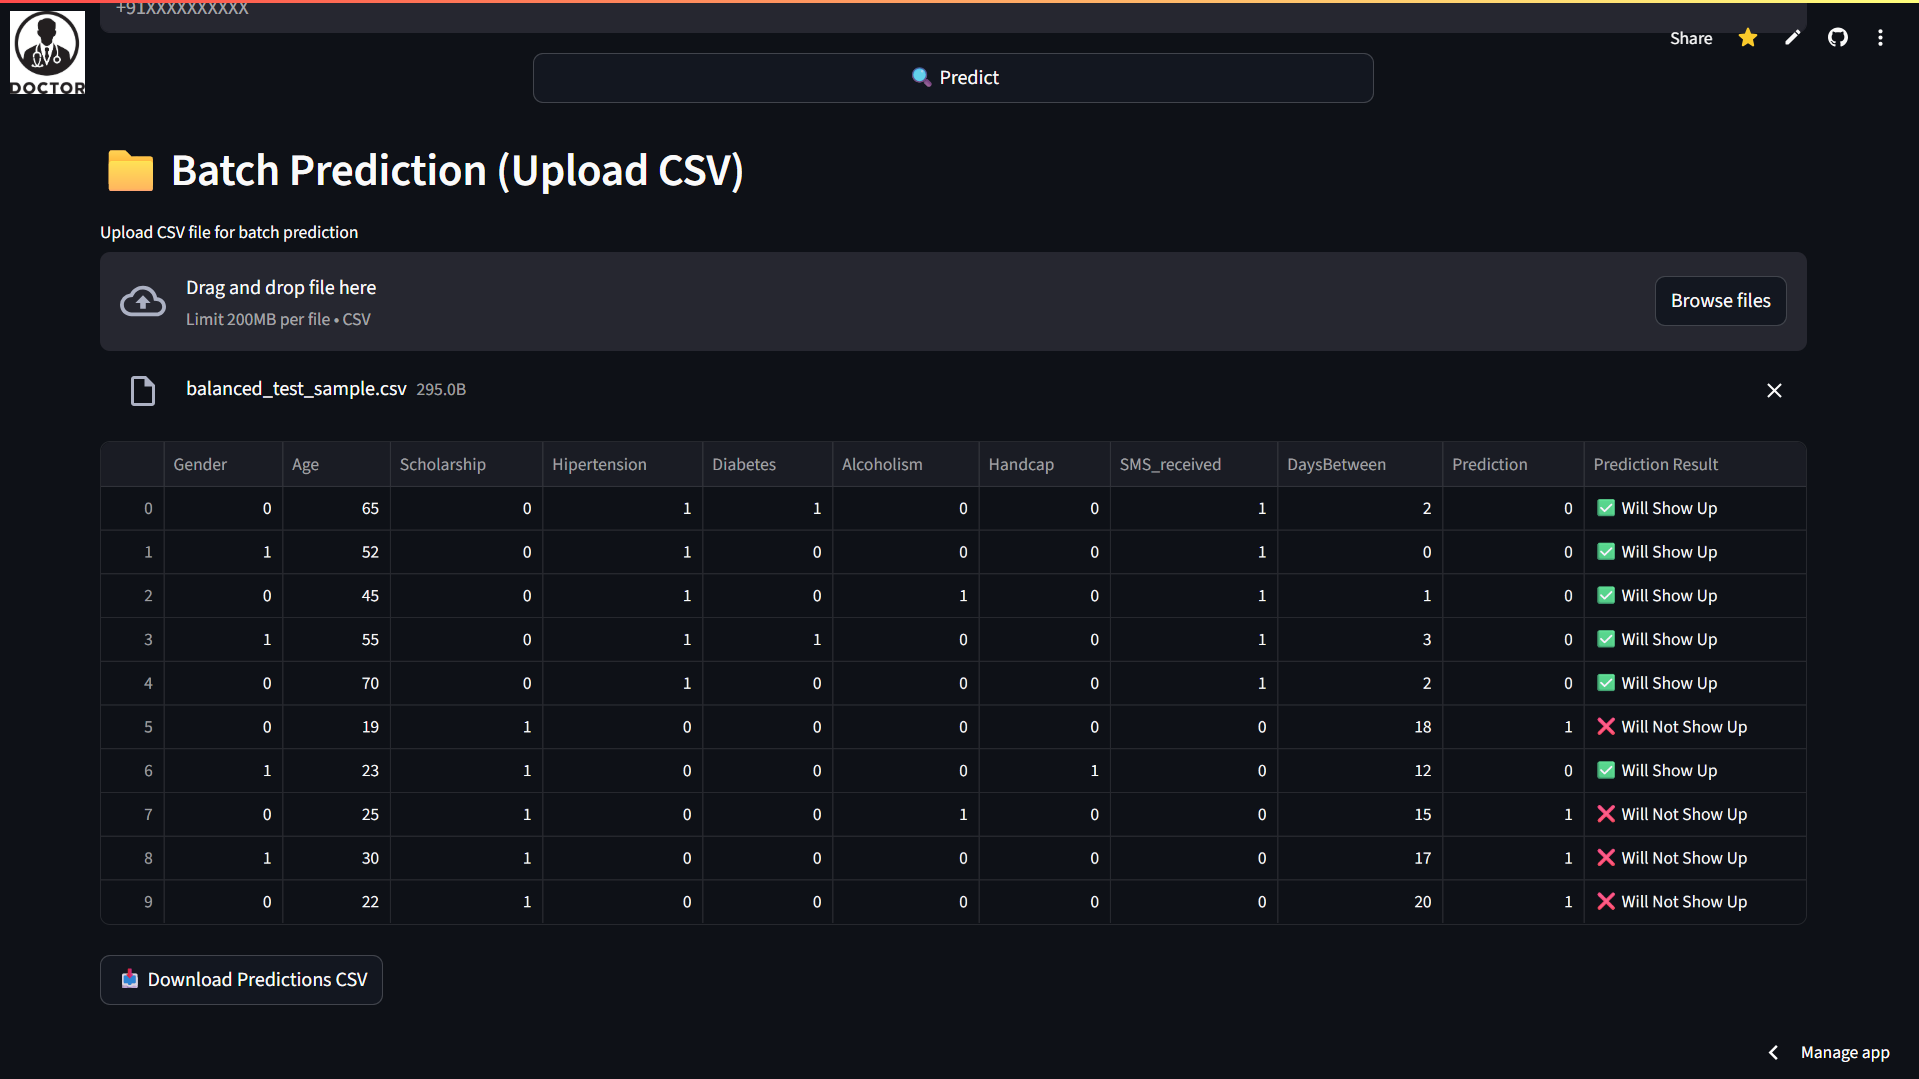 +91XXXXXXXXXX
DOCTOR
Share
🔍 Predict
📁 Batch Prediction (Upload CSV)
Upload CSV file for batch prediction
Drag and drop file here
Limit 200MB per file • CSV
Browse files
balanced_test_sample.csv 295.0B
Gender Age Scholarship Hipertension Diabetes Alcoholism Handcap SMS_received DaysBetween Prediction Prediction Result
0 0 65 0 1 1 0 0 1 2 0 ✅ Will Show Up
1 1 52 0 1 0 0 0 1 0 0 ✅ Will Show Up
2 0 45 0 1 0 1 0 1 1 0 ✅ Will Show Up
3 1 55 0 1 1 0 0 1 3 0 ✅ Will Show Up
4 0 70 0 1 0 0 0 1 2 0 ✅ Will Show Up
5 0 19 1 0 0 0 0 0 18 1 ❌ Will Not Show Up
6 1 23 1 0 0 0 1 0 12 0 ✅ Will Show Up
7 0 25 1 0 0 1 0 0 15 1 ❌ Will Not Show Up
8 1 30 1 0 0 0 0 0 17 1 ❌ Will Not Show Up
9 0 22 1 0 0 0 0 0 20 1 ❌ Will Not Show Up
📥 Download Predictions CSV
Manage app